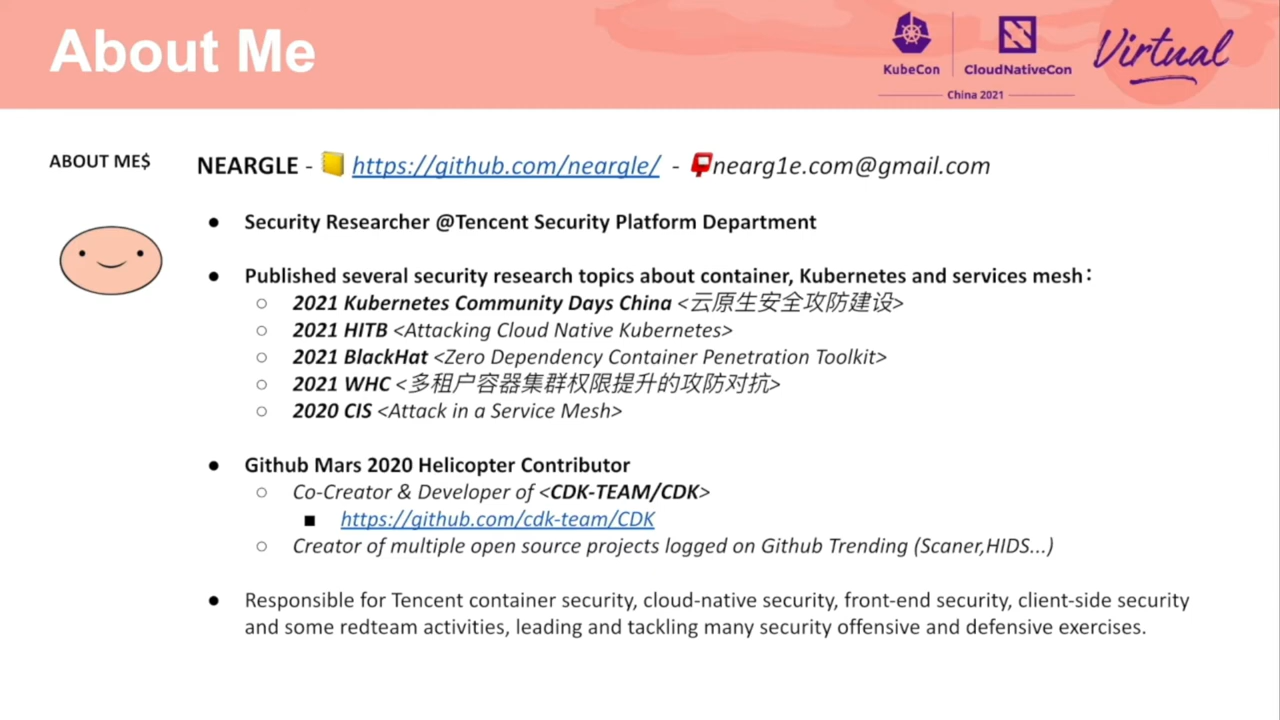 About Me
KubeCon
CloudNativeCon
China 2021
Virtual
ABOUT ME$
NEARGLE - https://github.com/neargle/ - nearg1e.com@gmail.com
● Security Researcher @Tencent Security Platform Department
● Published several security research topics about container, Kubernetes and services mesh：
○ 2021 Kubernetes Community Days China <云原生安全攻防建设>
○ 2021 HITB <Attacking Cloud Native Kubernetes>
○ 2021 BlackHat <Zero Dependency Container Penetration Toolkit>
○ 2021 WHC <多租户容器集群权限提升的攻防对抗>
○ 2020 CIS <Attack in a Service Mesh>
● Github Mars 2020 Helicopter Contributor
○ Co-Creator & Developer of <CDK-TEAM/CDK>
■ https://github.com/cdk-team/CDK
○ Creator of multiple open source projects logged on Github Trending (Scaner,HIDS...)
● Responsible for Tencent container security, cloud-native security, front-end security, client-side security
and some redteam activities, leading and tackling many security offensive and defensive exercises.